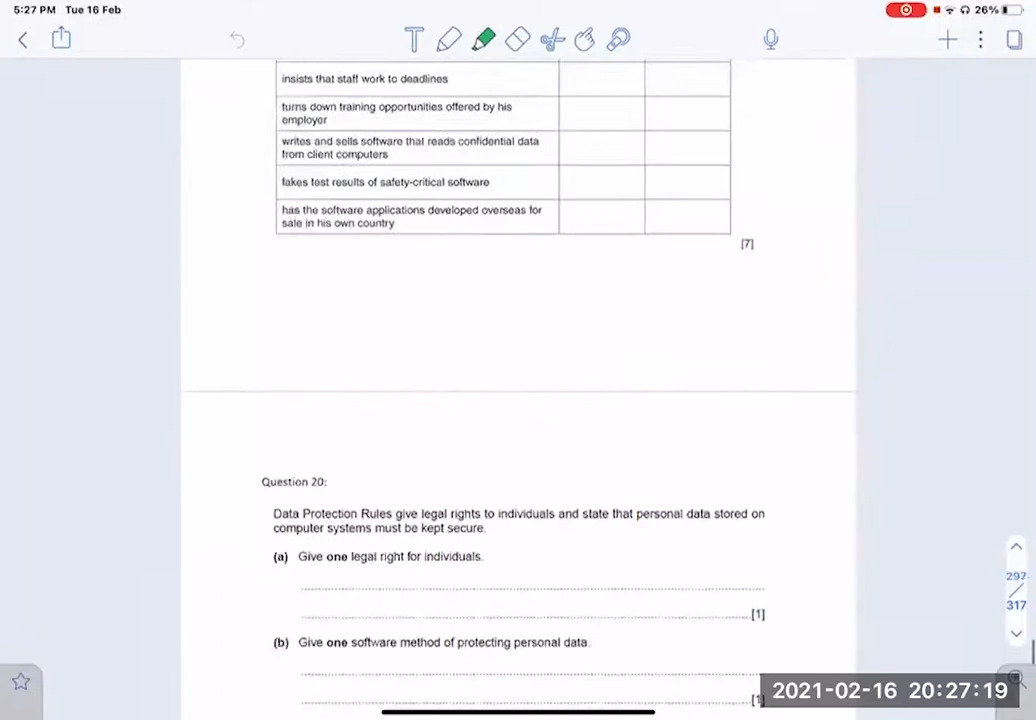 5:27 PM Tue 16 Feb
26%
T
insists that staff work to deadlines
turns down training opportunities offered by his
employer
writes and sells software that reads confidential data
from client computers
fakes test results of safety-critical software
has the software applications developed overseas for
sale in his own country
[7]
Question 20:
Data Protection Rules give legal rights to individuals and state that personal data stored on
computer systems must be kept secure.
(a) Give one legal right for individuals.
[1]
(b) Give one software method of protecting personal data.
[1]
297
317
2021-02-16 20:27:19